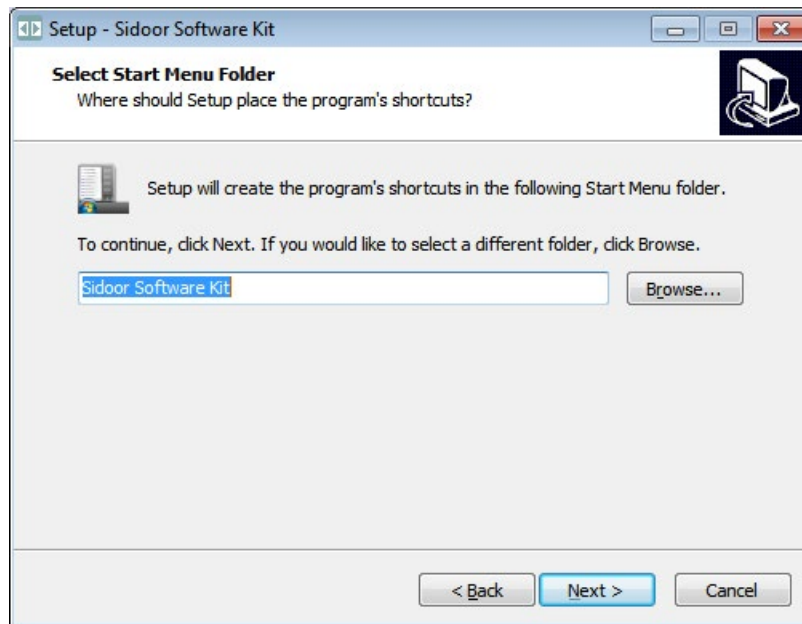 Setup - Sidoor Software Kit
Select Start Menu Folder
Where should Setup place the program's shortcuts?
Setup will create the program's shortcuts in the following Start Menu folder.
To continue, click Next. If you would like to select a different folder, click Browse.
Sidoor Software Kit
Browse...
< Back
Next >
Cancel